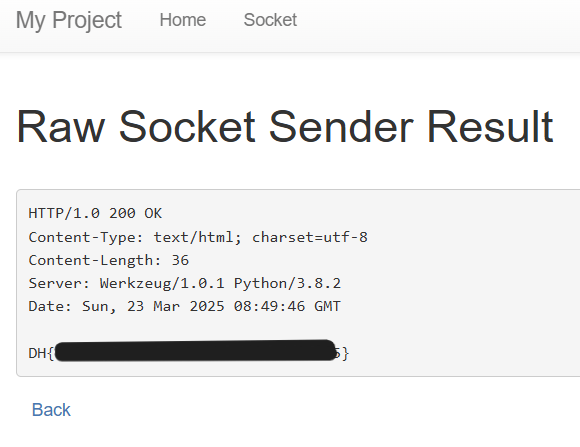 My Project Home Socket
Raw Socket Sender Result
HTTP/1.0 200 OK
Content-Type: text/html; charset=utf-8
Content-Length: 36
Server: Werkzeug/1.0.1 Python/3.8.2
Date: Sun, 23 Mar 2025 08:49:46 GMT
DH{ }
Back